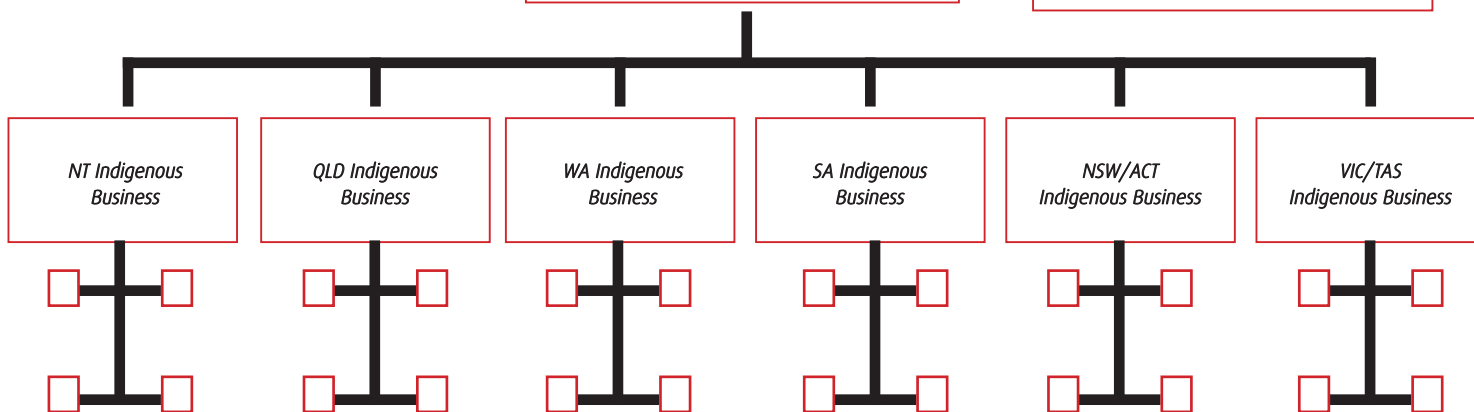 NT Indigenous
Business
QLD Indigenous
Business
WA Indigenous
Business
SA Indigenous
Business
NSW/ACT
Indigenous Business
VIC/TAS
Indigenous Business